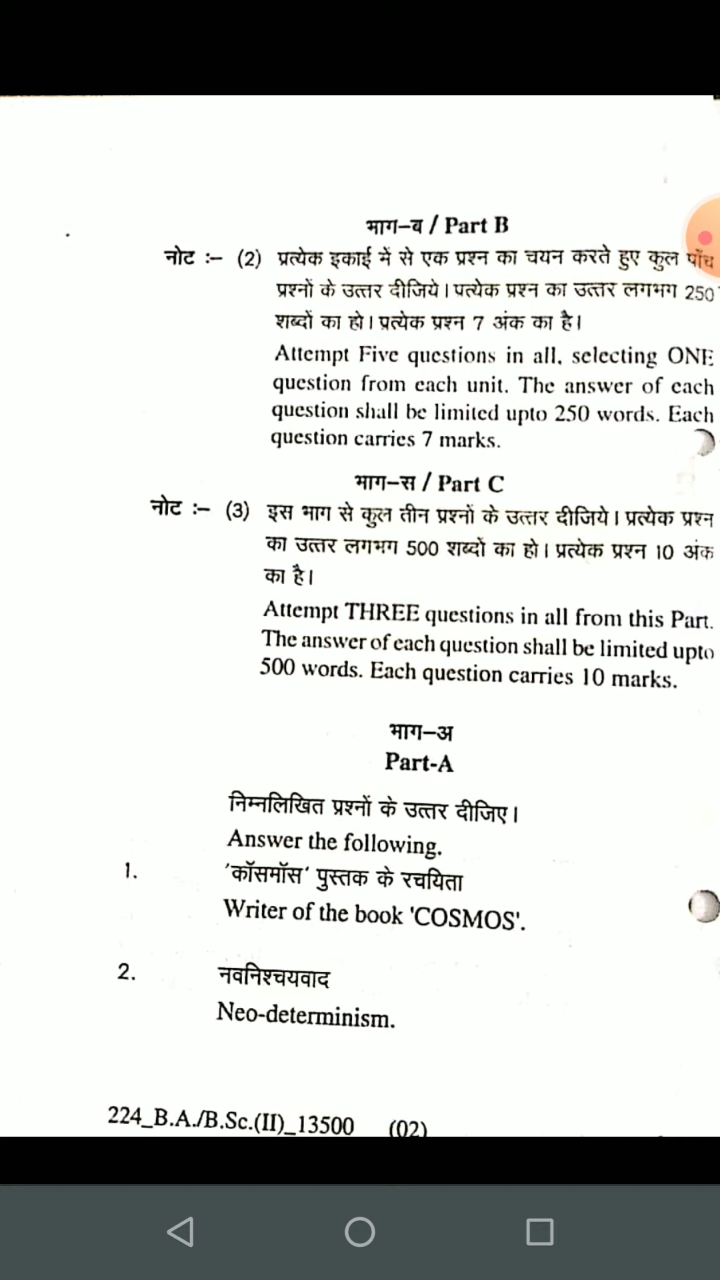 भाग-ब / Part B
नोट :- (2) प्रत्येक इकाई में से एक प्रश्न का चयन करते हुए कुल पाँच
प्रश्नों के उत्तर दीजिये। प्रत्येक प्रश्न का उत्तर लगभग 250
शब्दों का हो। प्रत्येक प्रश्न 7 अंक का है।
Attempt Five questions in all, selecting ONE
question from each unit. The answer of each
question shall be limited upto 250 words. Each
question carries 7 marks.
भाग-स / Part C
नोट :- (3) इस भाग से कुल तीन प्रश्नों के उत्तर दीजिये। प्रत्येक प्रश्न
का उत्तर लगभग 500 शब्दों का हो। प्रत्येक प्रश्न 10 अंक
का है।
Attempt THREE questions in all from this Part.
The answer of each question shall be limited upto
500 words. Each question carries 10 marks.
भाग-अ
Part-A
निम्नलिखित प्रश्नों के उत्तर दीजिए।
Answer the following.
1. 'कॉसमॉस' पुस्तक के रचयिता
Writer of the book 'COSMOS'.
2. नवनिश्चयवाद
Neo-determinism.
224_B.A./B.Sc.(II)_13500 (02)